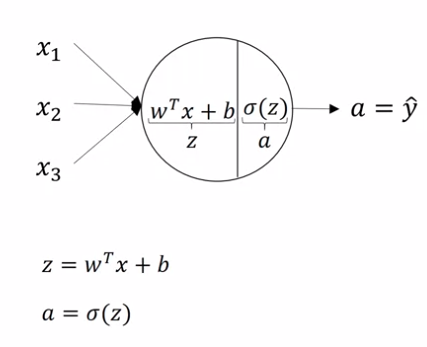 x₁
x₂
x₃
wᵀx + b σ(z)
z a
a = ŷ
z = wᵀx + b
a = σ(z)